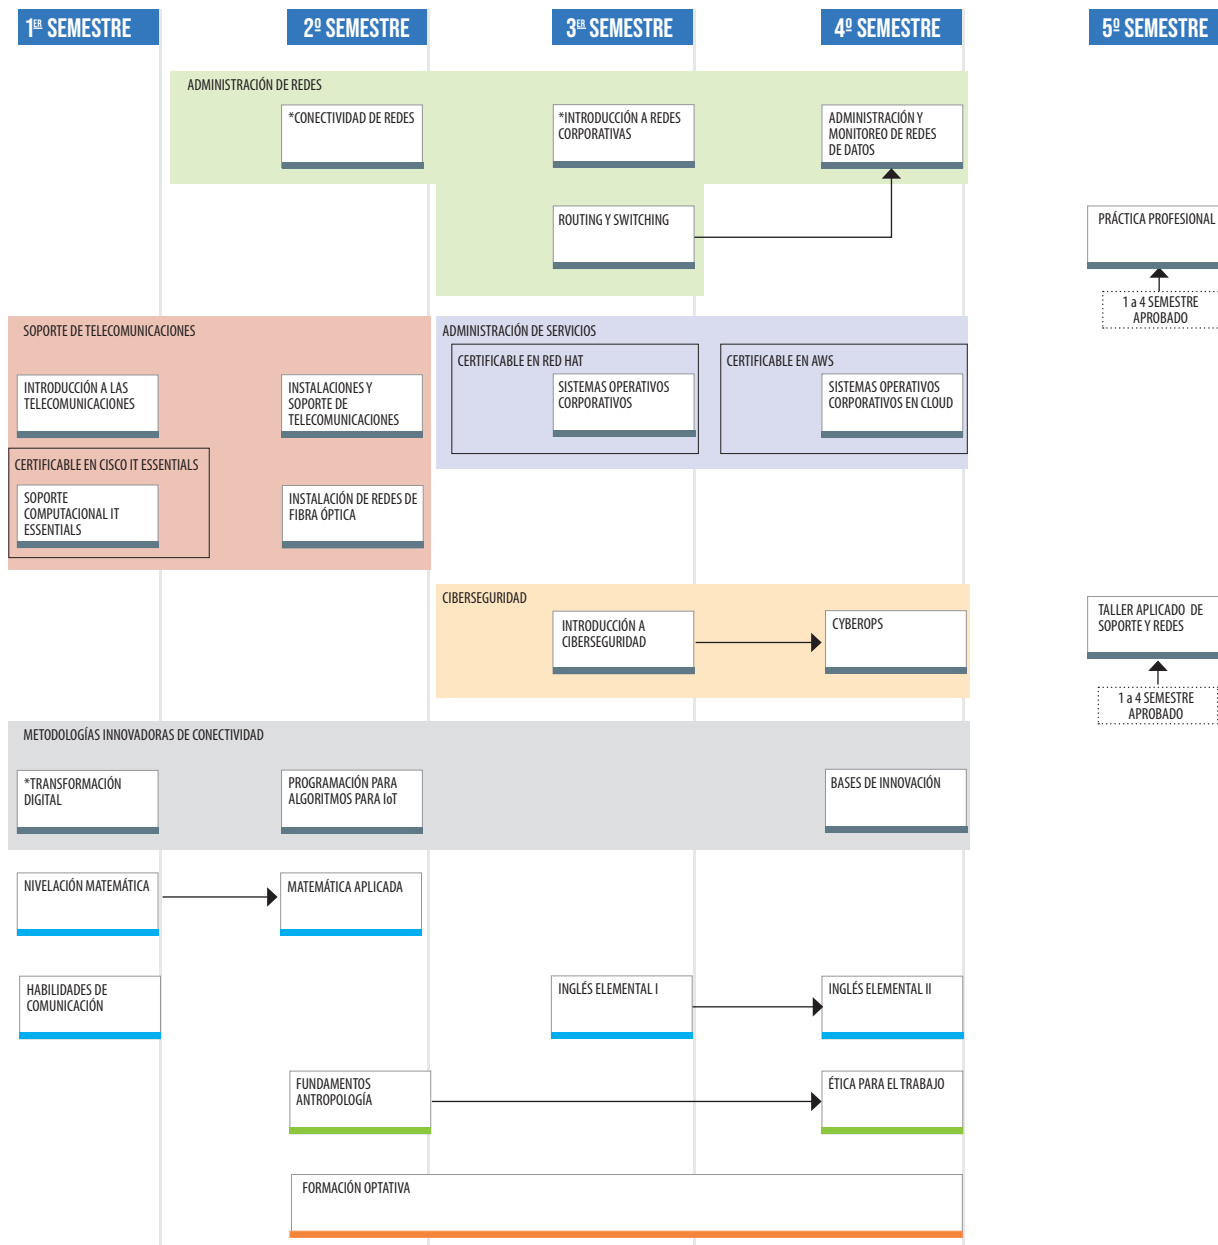 1ER SEMESTRE
2º SEMESTRE
3ER SEMESTRE
4º SEMESTRE
5º SEMESTRE
ADMINISTRACIÓN DE REDES
*CONECTIVIDAD DE REDES
*INTRODUCCIÓN A REDES
CORPORATIVAS
ADMINISTRACIÓN Y
MONITOREO DE REDES
DE DATOS
ROUTING Y SWITCHING
PRÁCTICA PROFESIONAL
1 a 4 SEMESTRE
APROBADO
SOPORTE DE TELECOMUNICACIONES
INTRODUCCIÓN A LAS
TELECOMUNICACIONES
INSTALACIONES Y
SOPORTE DE
TELECOMUNICACIONES
CERTIFICABLE EN CISCO IT ESSENTIALS
SOPORTE
COMPUTACIONAL IT
ESSENTIALS
INSTALACIÓN DE REDES DE
FIBRA ÓPTICA
ADMINISTRACIÓN DE SERVICIOS
CERTIFICABLE EN RED HAT
SISTEMAS OPERATIVOS
CORPORATIVOS
CERTIFICABLE EN AWS
SISTEMAS OPERATIVOS
CORPORATIVOS EN CLOUD
CIBERSEGURIDAD
INTRODUCCIÓN A
CIBERSEGURIDAD
CYBEROPS
TALLER APLICADO DE
SOPORTE Y REDES
1 a 4 SEMESTRE
APROBADO
METODOLOGÍAS INNOVADORAS DE CONECTIVIDAD
*TRANSFORMACIÓN
DIGITAL
PROGRAMACIÓN PARA
ALGORITMOS PARA IoT
BASES DE INNOVACIÓN
NIVELACIÓN MATEMÁTICA
MATEMÁTICA APLICADA
HABILIDADES DE
COMUNICACIÓN
INGLÉS ELEMENTAL I
INGLÉS ELEMENTAL II
FUNDAMENTOS
ANTROPOLOGÍA
ÉTICA PARA EL TRABAJO
FORMACIÓN OPTATIVA